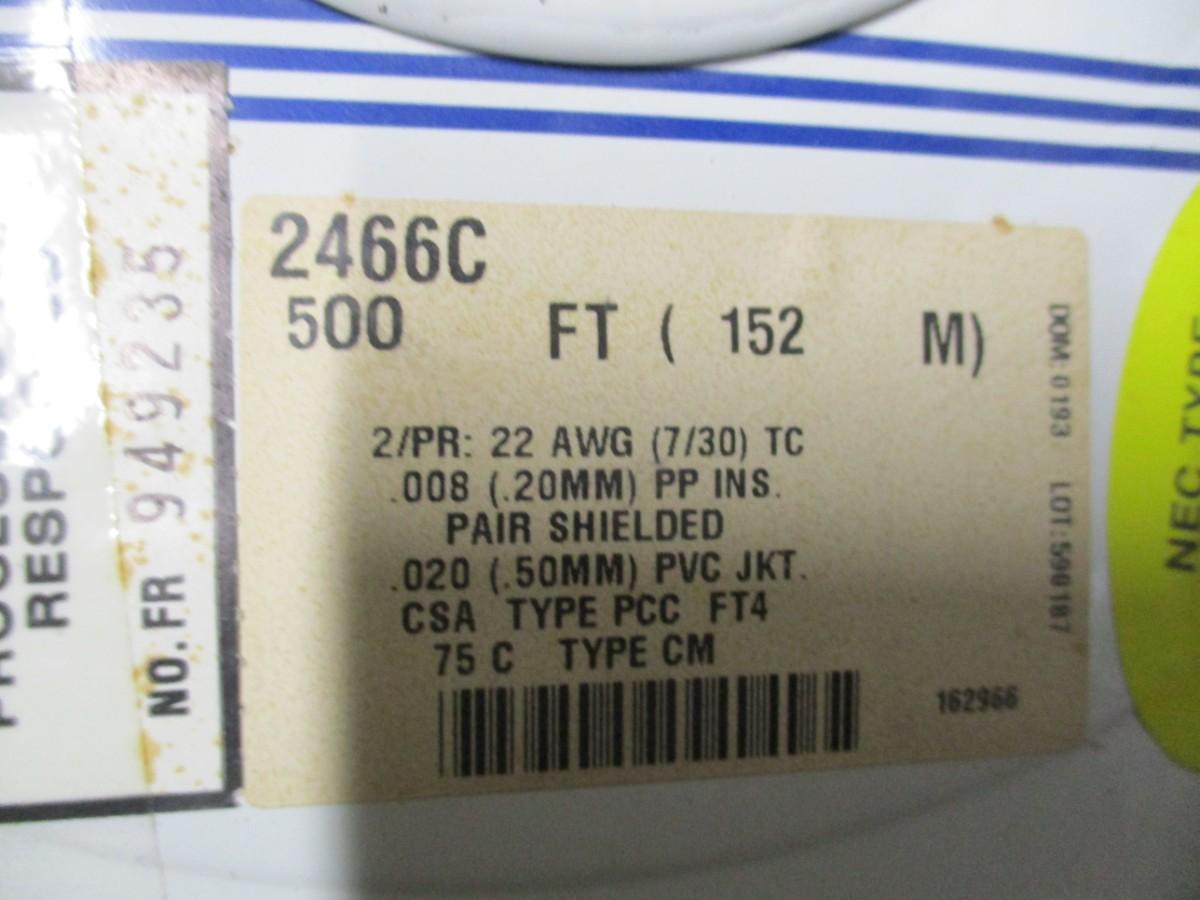 2466C
500 FT ( 152 M)
2/PR: 22 AWG (7/30) TC
.008 (.20MM) PP INS.
PAIR SHIELDED
.020 (.50MM) PVC JKT.
CSA TYPE PCC FT4
75 C TYPE CM
162966
DOM: 0193 LOT:590187
NO.FR 949235
RESP
NEC TYPE